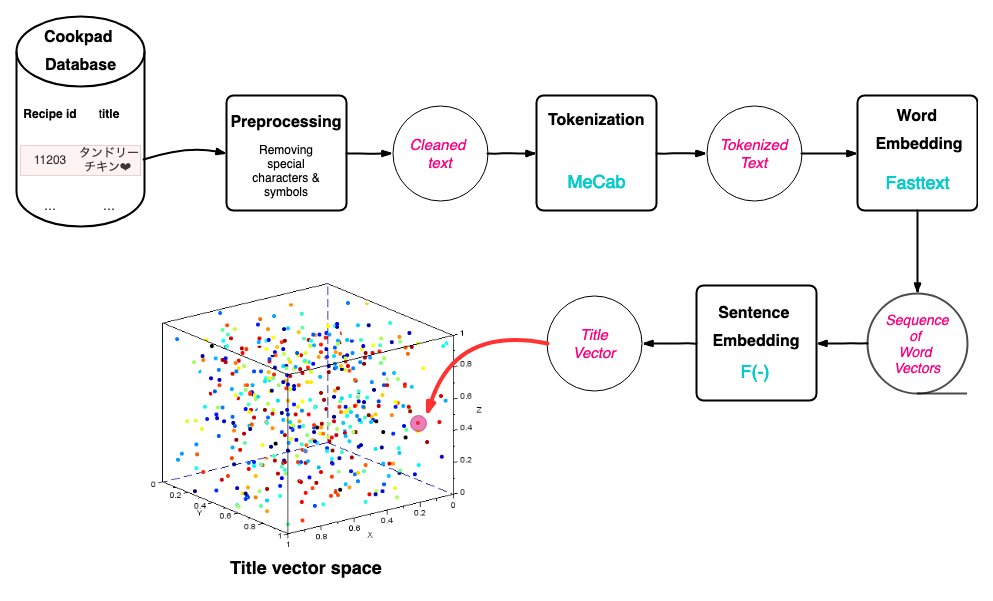 Cookpad
Database
Recipe id title
11203 タンドリー
チキン❤
... ...
Preprocessing
Removing
special
characters &
symbols
Cleaned
text
Tokenization
MeCab
Tokenized
Text
Word
Embedding
Fasttext
Sequence
of
Word
Vectors
Sentence
Embedding
F(-)
Title
Vector
1
0.8
0.6
0.4
0.2
0
Z
0
0.2
0.4
0.6
0.8
1
Y
1
0.8
0.6
0.4
0.2
0
X
Title vector space